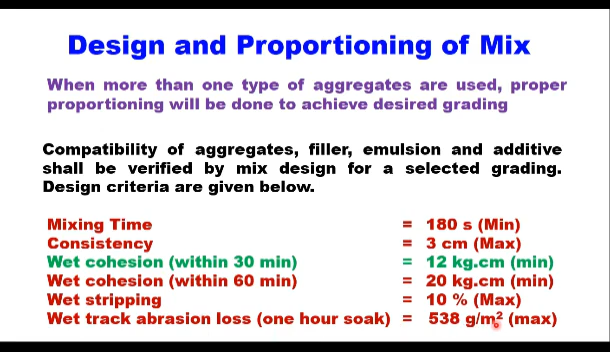 Design and Proportioning of Mix
When more than one type of aggregates are used, proper
proportioning will be done to achieve desired grading
Compatibility of aggregates, filler, emulsion and additive
shall be verified by mix design for a selected grading.
Design criteria are given below.
Mixing Time = 180 s (Min)
Consistency = 3 cm (Max)
Wet cohesion (within 30 min) = 12 kg.cm (min)
Wet cohesion (within 60 min) = 20 kg.cm (min)
Wet stripping = 10 % (Max)
Wet track abrasion loss (one hour soak) = 538 g/m² (max)